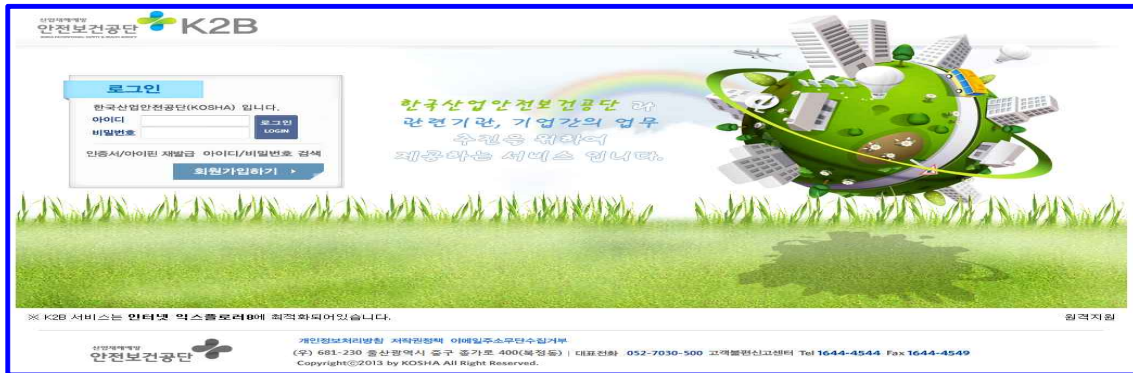 산업재해예방
안전보건공단 K2B
로그인
한국산업안전공단(KOSHA) 입니다.
아이디
비밀번호
로그인
LOGIN
인증서/아이핀 재발급 아이디/비밀번호 검색
회원가입하기
한국산업안전보건공단 과
관련기관, 기업간의 업무
추진을 위하여
제공하는 서비스 입니다.
※ K2B 서비스는 인터넷 익스플로러8에 최적화되어있습니다.
원격지원
산업재해예방
안전보건공단
개인정보처리방침 저작권정책 이메일주소무단수집거부
(우) 681-230 울산광역시 중구 종가로 400(북정동) | 대표전화 052-7030-500 고객불편신고센터 Tel 1644-4544 Fax 1644-4549
Copyrightⓒ2013 by KOSHA All Right Reserved.